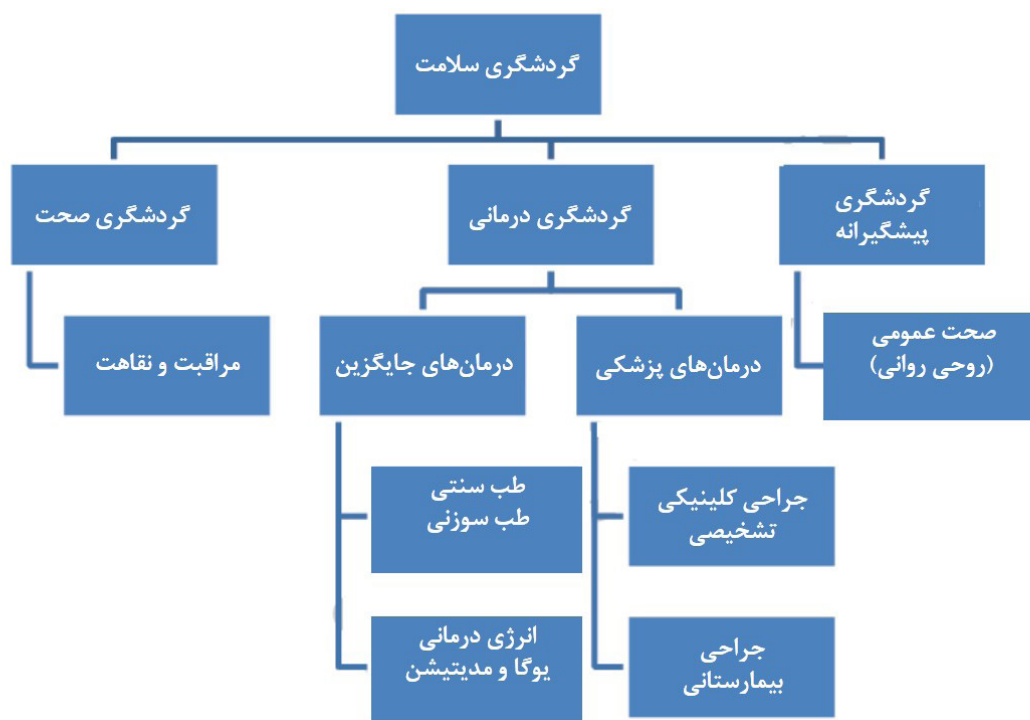 گردشگری سلامت
گردشگری
پیشگیرانه
گردشگری درمانی
گردشگری صحت
صحت عمومی
(روحی روانی)
درمان‌های پزشکی
درمان‌های جایگزین
مراقبت و نقاهت
جراحی کلینیکی
تشخیصی
طب سنتی
طب سوزنی
جراحی
بیمارستانی
انرژی درمانی
یوگا و مدیتیشن